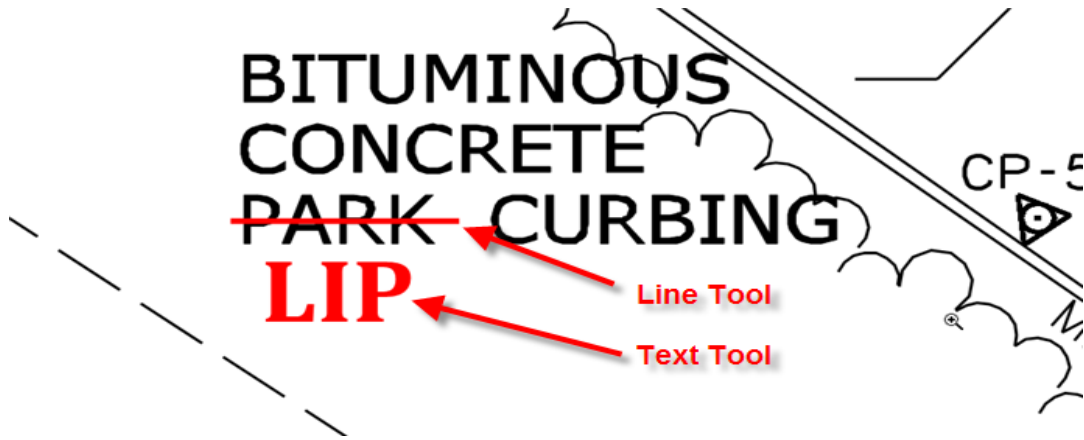 BITUMINOUS
CONCRETE
PARK CURBING
LIP
Line Tool
Text Tool
CP-5